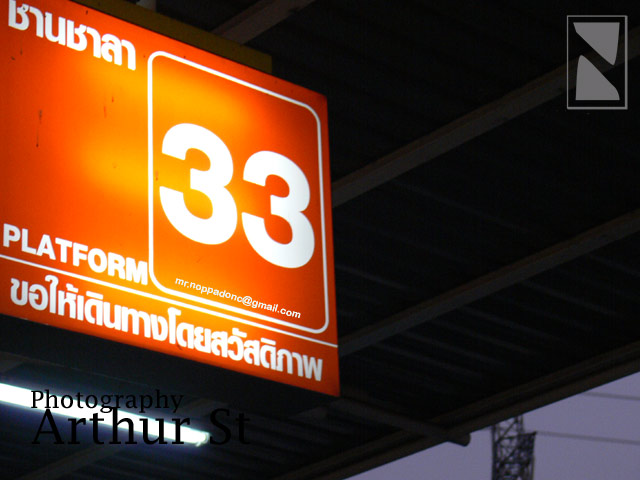 ชานชาลา
33
PLATFORM
mr.noppadonc@gmail.com
ขอให้เดินทางโดยสวัสดิภาพ
Photography
Arthur St